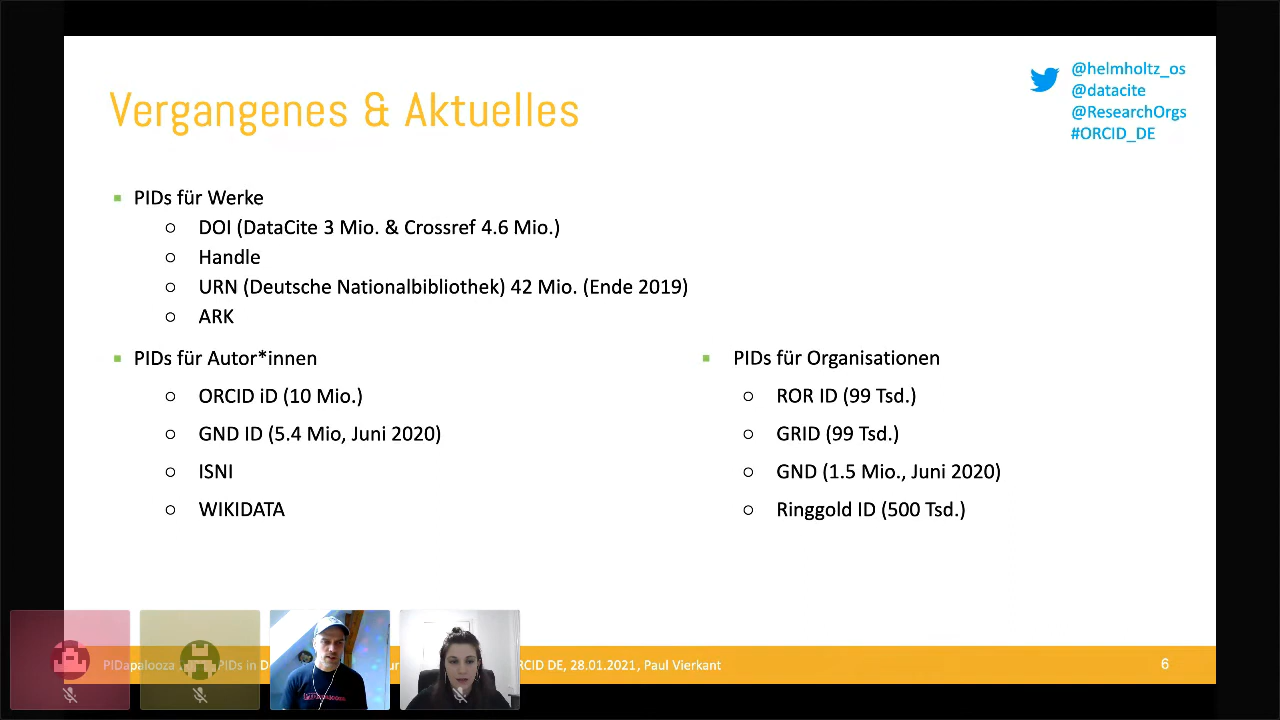 Vergangenes & Aktuelles
@helmholtz_os
@datacite
@ResearchOrgs
#ORCID_DE
PIDs für Werke
DOI (DataCite 3 Mio. & Crossref 4.6 Mio.)
Handle
URN (Deutsche Nationalbibliothek) 42 Mio. (Ende 2019)
ARK
PIDs für Autor*innen
ORCID iD (10 Mio.)
GND ID (5.4 Mio, Juni 2020)
ISNI
WIKIDATA
PIDs für Organisationen
ROR ID (99 Tsd.)
GRID (99 Tsd.)
GND (1.5 Mio., Juni 2020)
Ringgold ID (500 Tsd.)
PIDapalooza PIDs in DE, 28.01.2021, Paul Vierkant 6